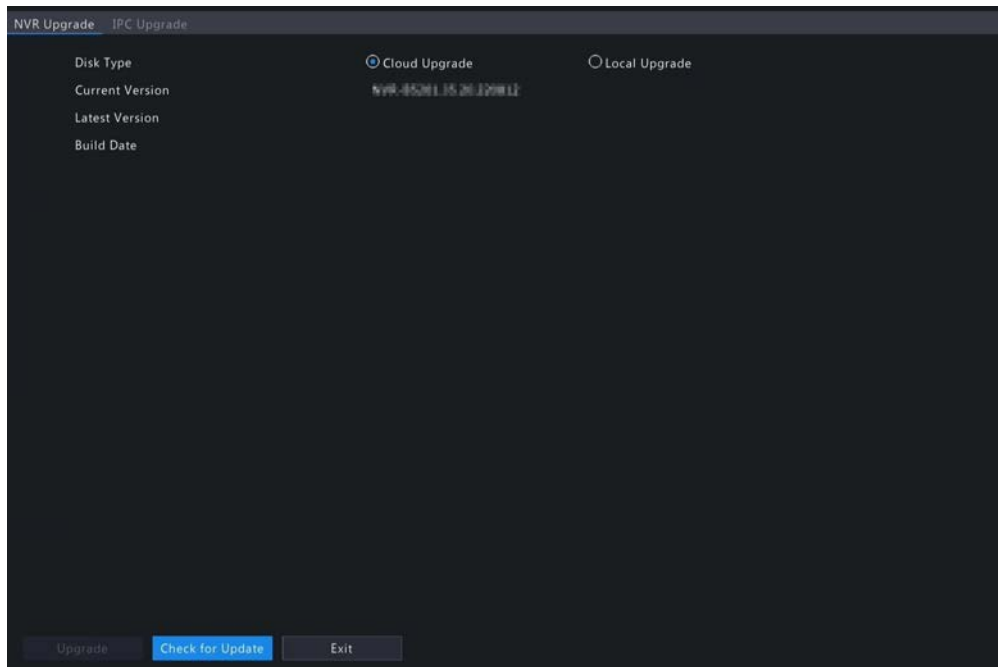 NVR Upgrade IPC Upgrade
Disk Type Cloud Upgrade Local Upgrade
Current Version
Latest Version
Build Date
Upgrade Check for Update Exit